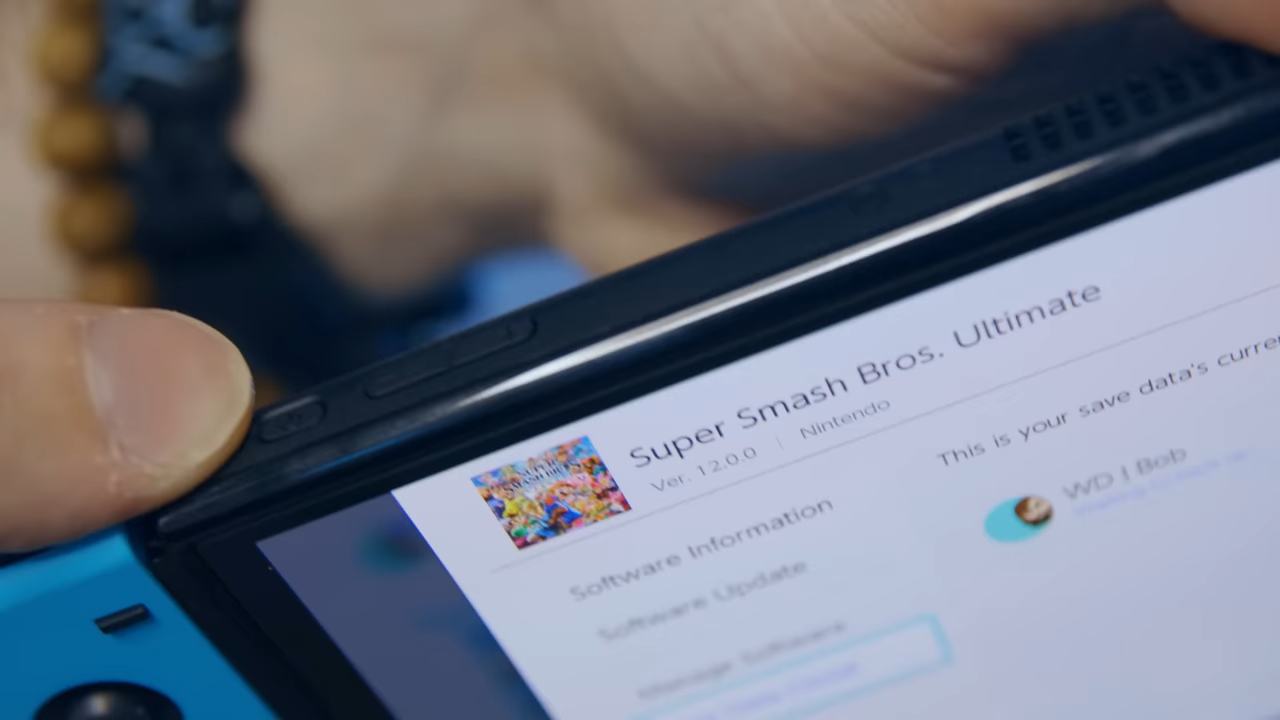 Super Smash Bros. Ultimate
Ver. 12.0.0 | Nintendo
Software Information
Software Update
Manage Software
This is your save data's curre
WD | Bob